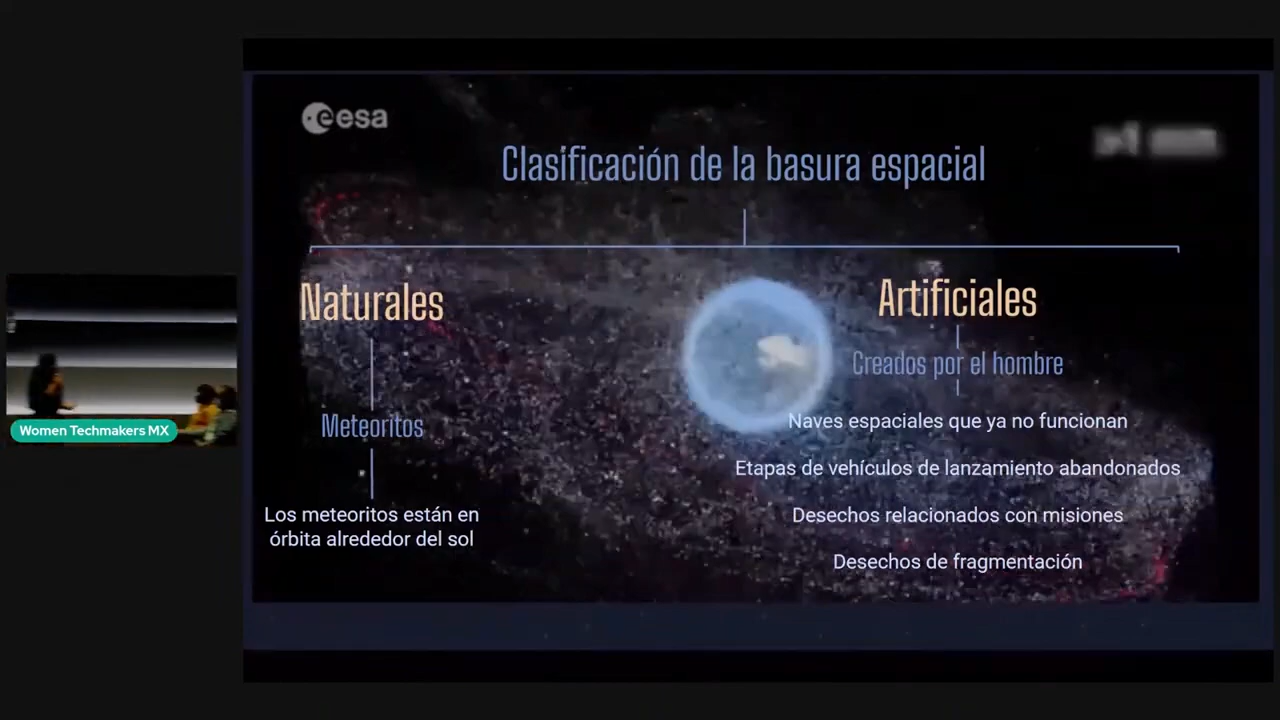 esa
Clasificación de la basura espacial
Naturales
Artificiales
Creados por el hombre
Meteoritos
Naves espaciales que ya no funcionan
Etapas de vehículos de lanzamiento abandonados
Los meteoritos están en
órbita alrededor del sol
Desechos relacionados con misiones
Desechos de fragmentación
Women Techmakers MX